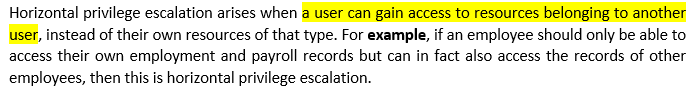 Horizontal privilege escalation arises when a user can gain access to resources belonging to another
user, instead of their own resources of that type. For example, if an employee should only be able to
access their own employment and payroll records but can in fact also access the records of other
employees, then this is horizontal privilege escalation.